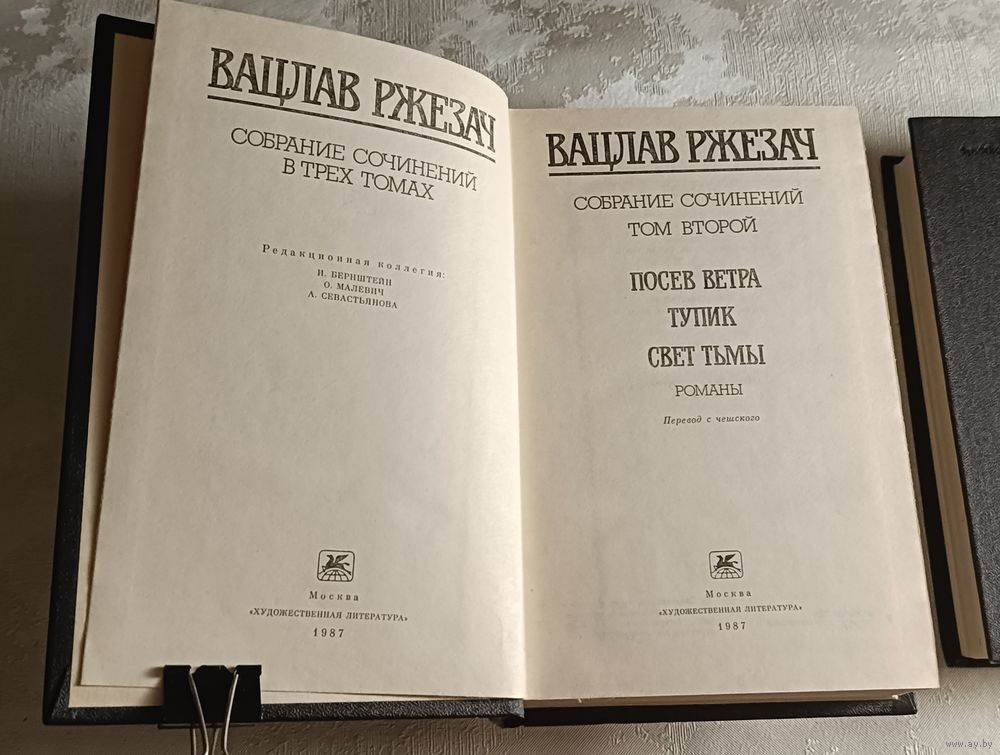 ВАЦЛАВ РЖЕЗАЧ
СОБРАНИЕ СОЧИНЕНИЙ
В ТРЕХ ТОМАХ
Редакционная коллегия:
И. БЕРНШТЕЙН
О. МАЛЕВИЧ
А. СЕВАСТЬЯНОВА
Москва
«ХУДОЖЕСТВЕННАЯ ЛИТЕРАТУРА»
1987
ВАЦЛАВ РЖЕЗАЧ
СОБРАНИЕ СОЧИНЕНИЙ
ТОМ ВТОРОЙ
ПОСЕВ ВЕТРА
ТУПИК
СВЕТ ТЬМЫ
РОМАНЫ
Перевод с чешского
Москва
«ХУДОЖЕСТВЕННАЯ ЛИТЕРАТУРА»
1987
www.ay.by